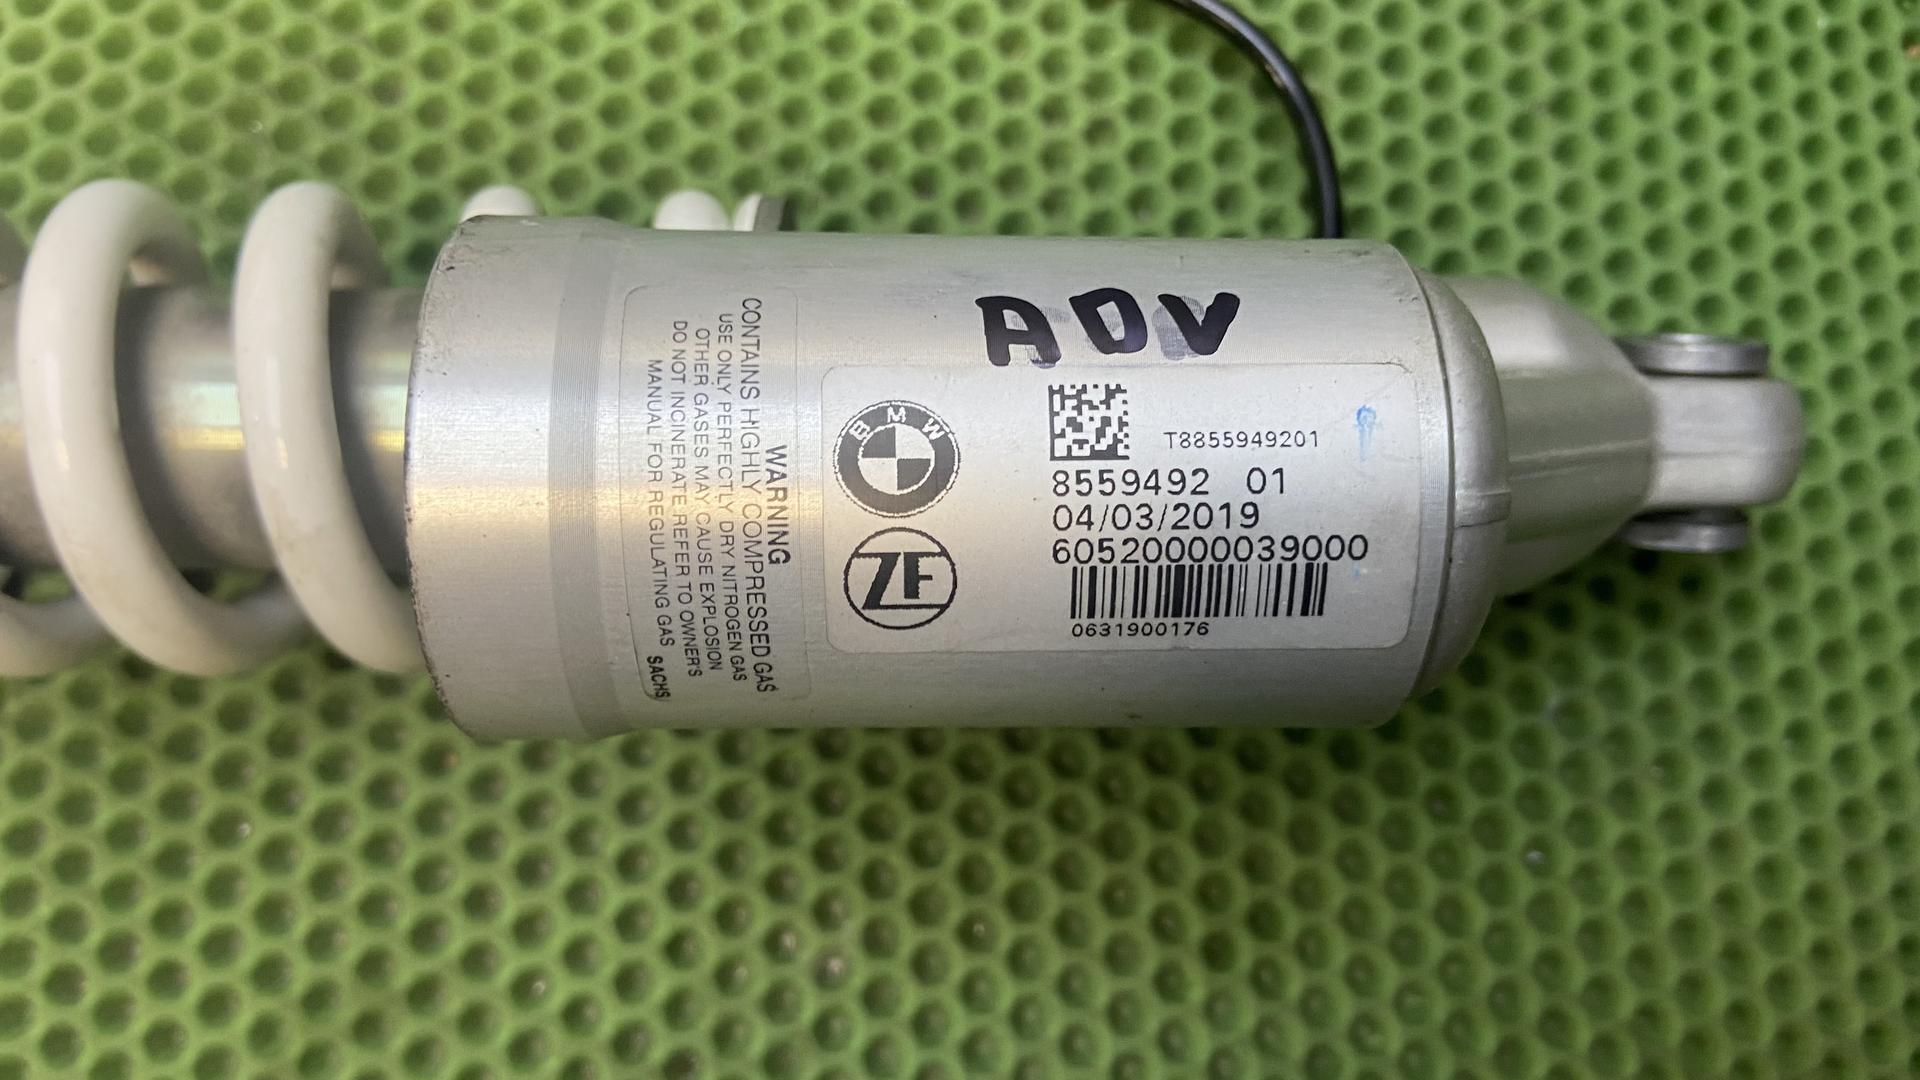 ADV
BMW
ZF
T8855949201
8559492 01
04/03/2019
60520000039000
0631900176
WARNING
CONTAINS HIGHLY COMPRESSED GAS
USE ONLY PERFECTLY DRY NITROGEN GAS
OTHER GASES MAY CAUSE EXPLOSION
DO NOT INCINERATE REFER TO OWNER'S
MANUAL FOR REGULATING GAS SACHS